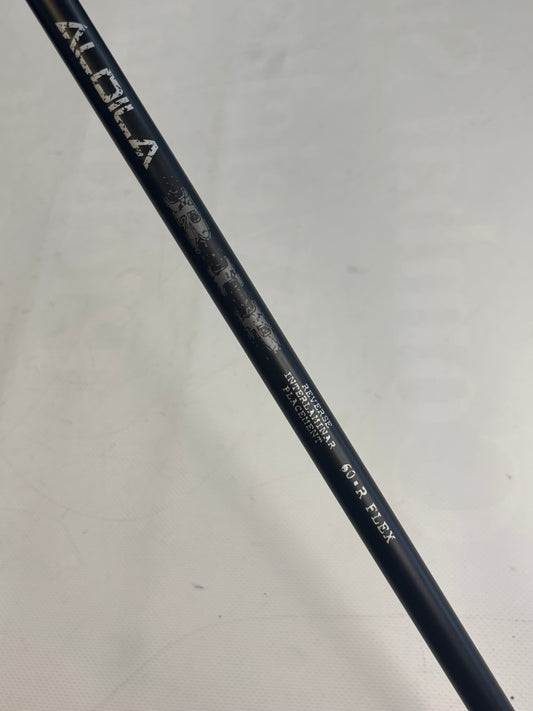 ALDILA
REVERSE
INTERLAMINAR
PLACEMENT
60▪R FLEX